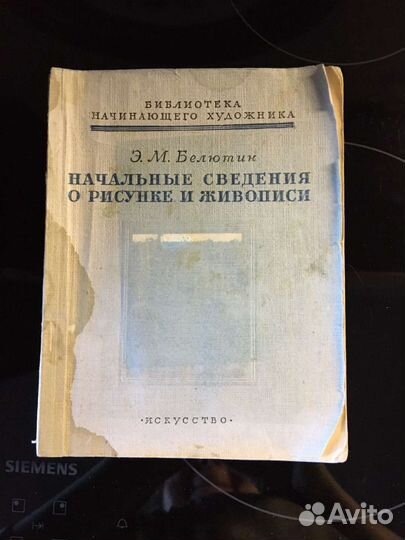 БИБЛИОТЕКА
НАЧИНАЮЩЕГО ХУДОЖНИКА
Э.М. Белютин
НАЧАЛЬНЫЕ СВЕДЕНИЯ
О РИСУНКЕ И ЖИВОПИСИ
·ИСКУССТВО·
SIEMENS
Avito